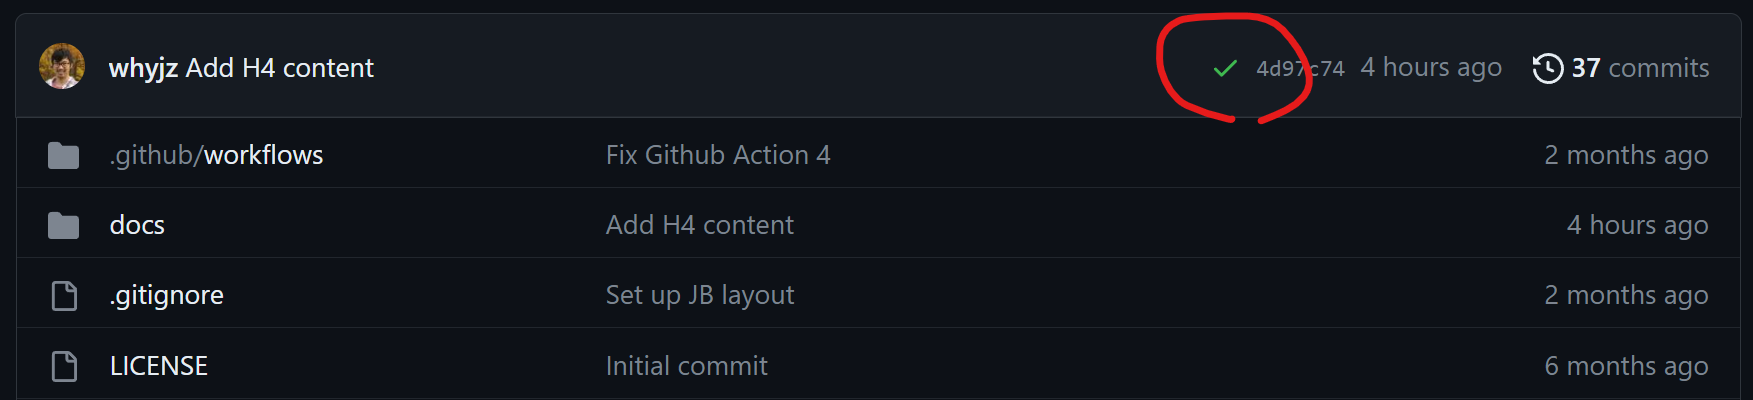 whyjz Add H4 content 4d97c74 4 hours ago 37 commits
.github/workflows Fix Github Action 4 2 months ago
docs Add H4 content 4 hours ago
.gitignore Set up JB layout 2 months ago
LICENSE Initial commit 6 months ago